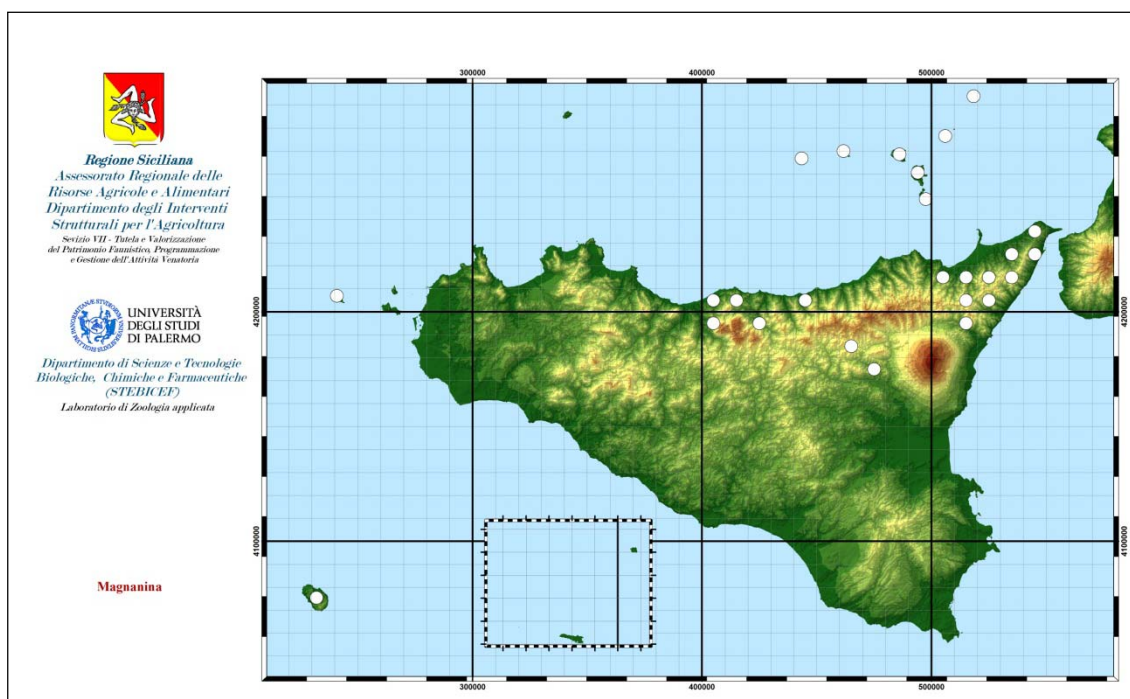 Regione Siciliana
Assessorato Regionale delle
Risorse Agricole e Alimentari
Dipartimento degli Interventi
Strutturali per l'Agricoltura
Sevizio VII - Tutela e Valorizzazione
del Patrimonio Faunistico, Programmazione
e Gestione dell'Attività Venatoria
UNIVERSITÀ
DEGLI STUDI
DI PALERMO
Dipartimento di Scienze e Tecnologie
Biologiche, Chimiche e Farmaceutiche
(STEBICEF)
Laboratorio di Zoologia applicata
Magnanina
300000
400000
500000
4200000
4100000
4200000
4100000
300000
400000
500000